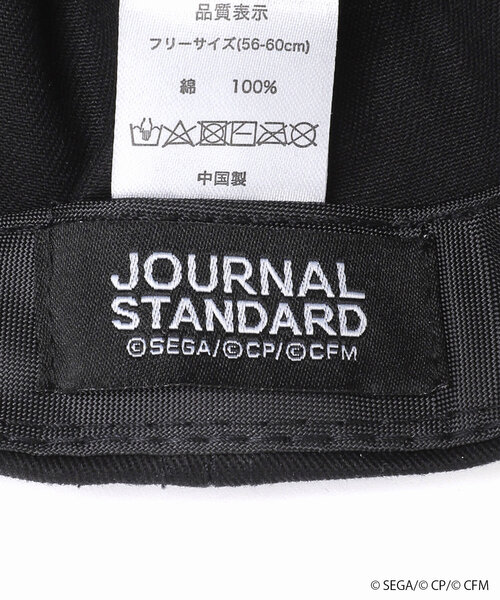 品質表示
フリーサイズ(56-60cm)
綿 100%
中国製
JOURNAL
STANDARD
©SEGA/©CP/©CFM
© SEGA/© CP/© CFM